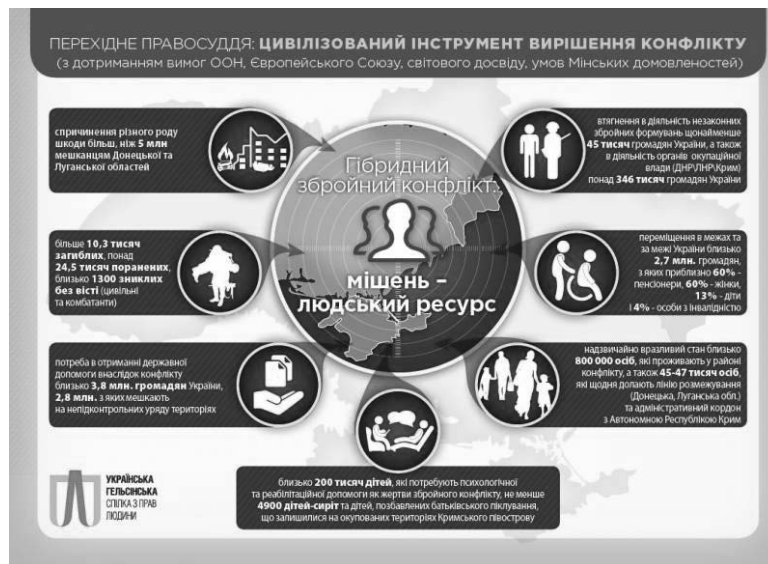 ПЕРЕХІДНЕ ПРАВОСУДДЯ: ЦИВІЛІЗОВАНИЙ ІНСТРУМЕНТ ВИРІШЕННЯ КОНФЛІКТУ
(з дотриманням вимог ООН, Європейського Союзу, світового досвіду, умов Мінських домовленостей)
спричинення різного роду
шкоди більш, ніж 5 млн
мешканцям Донецької та
Луганської областей
Гібридний
збройний конфлікт:
мішень –
людський ресурс
втягнення в діяльність незаконних
збройних формувань щонайменше
45 тисяч громадян України, а також
в діяльність органів окупаційної
влади (ДНР\ЛНР\Крим)
понад 346 тисяч громадян України
більше 10,3 тисяч
загиблих, понад
24,5 тисяч поранених,
близько 1300 зниклих
без вісті (цивільні
та комбатанти)
переміщення в межах та
за межі України близько
2,7 млн. громадян,
з яких приблизно 60% -
пенсіонери, 60% - жінки,
13% - діти
і 4% - особи з інвалідністю
потреба в отриманні державної
допомоги внаслідок конфлікту
близько 3,8 млн. громадян України,
2,8 млн. з яких мешкають
на непідконтрольних уряду територіях
надзвичайно вразливий стан близько
800 000 осіб, які проживають у районі
конфлікту, а також 45-47 тисяч осіб,
які щодня долають лінію розмежування
(Донецька, Луганська обл.)
та адміністративний кордон
з Автономною Республікою Крим
близько 200 тисяч дітей, які потребують психологічної
та реабілітаційної допомоги як жертви збройного конфлікту, не менше
4900 дітей-сиріт та дітей, позбавлених батьківського піклування,
що залишилися на окупованих територіях Кримського півострову
УКРАЇНСЬКА
ГЕЛЬСІНСЬКА
СПІЛКА З ПРАВ
ЛЮДИНИ